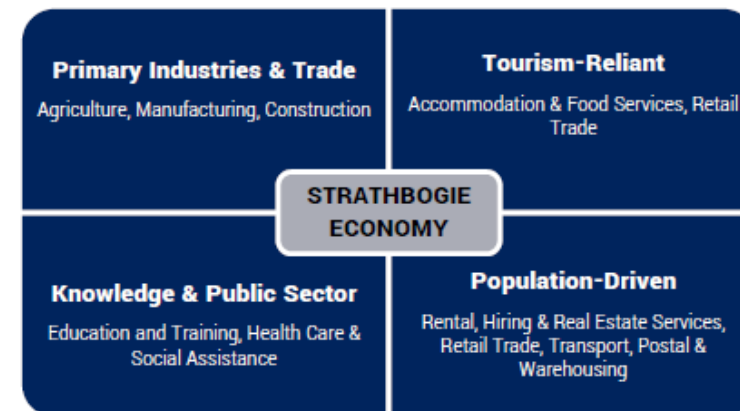 Primary Industries & Trade
Agriculture, Manufacturing, Construction
Tourism-Reliant
Accommodation & Food Services, Retail
Trade
STRATHBOGIE
ECONOMY
Knowledge & Public Sector
Education and Training, Health Care &
Social Assistance
Population-Driven
Rental, Hiring & Real Estate Services,
Retail Trade, Transport, Postal &
Warehousing